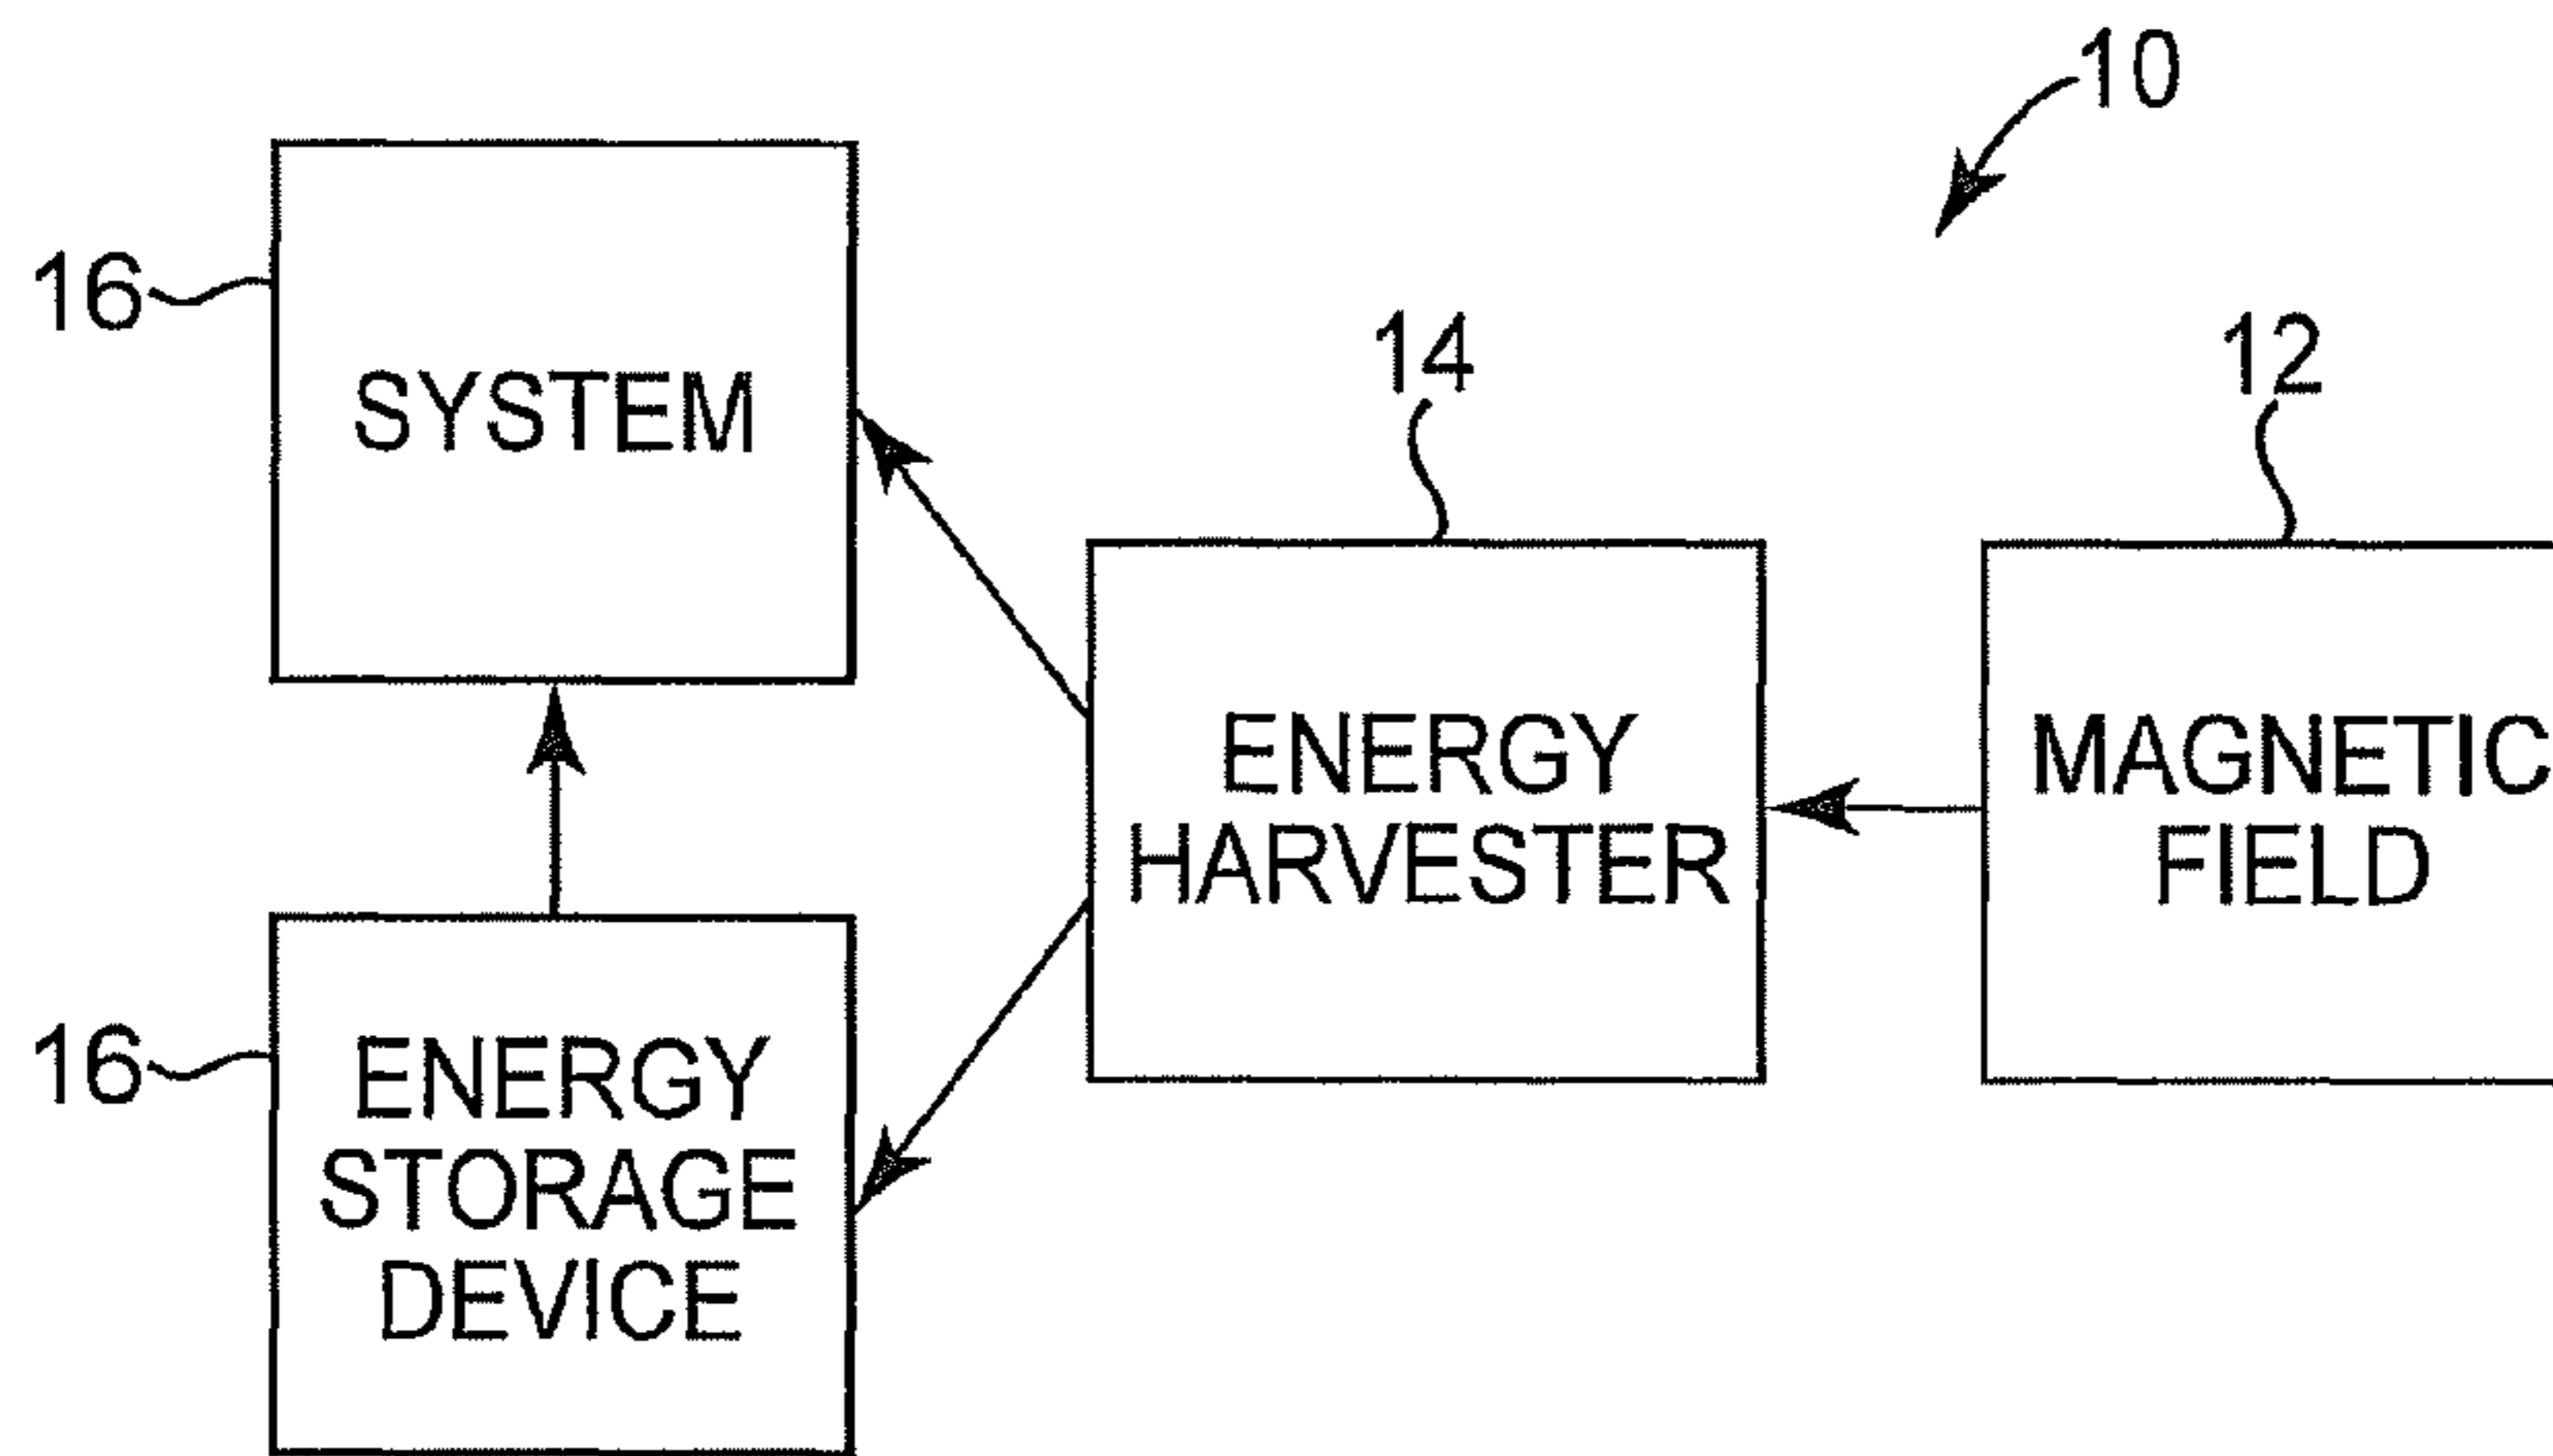 10
16
SYSTEM
14
12
ENERGY
HARVESTER
MAGNETIC
FIELD
16
ENERGY
STORAGE
DEVICE